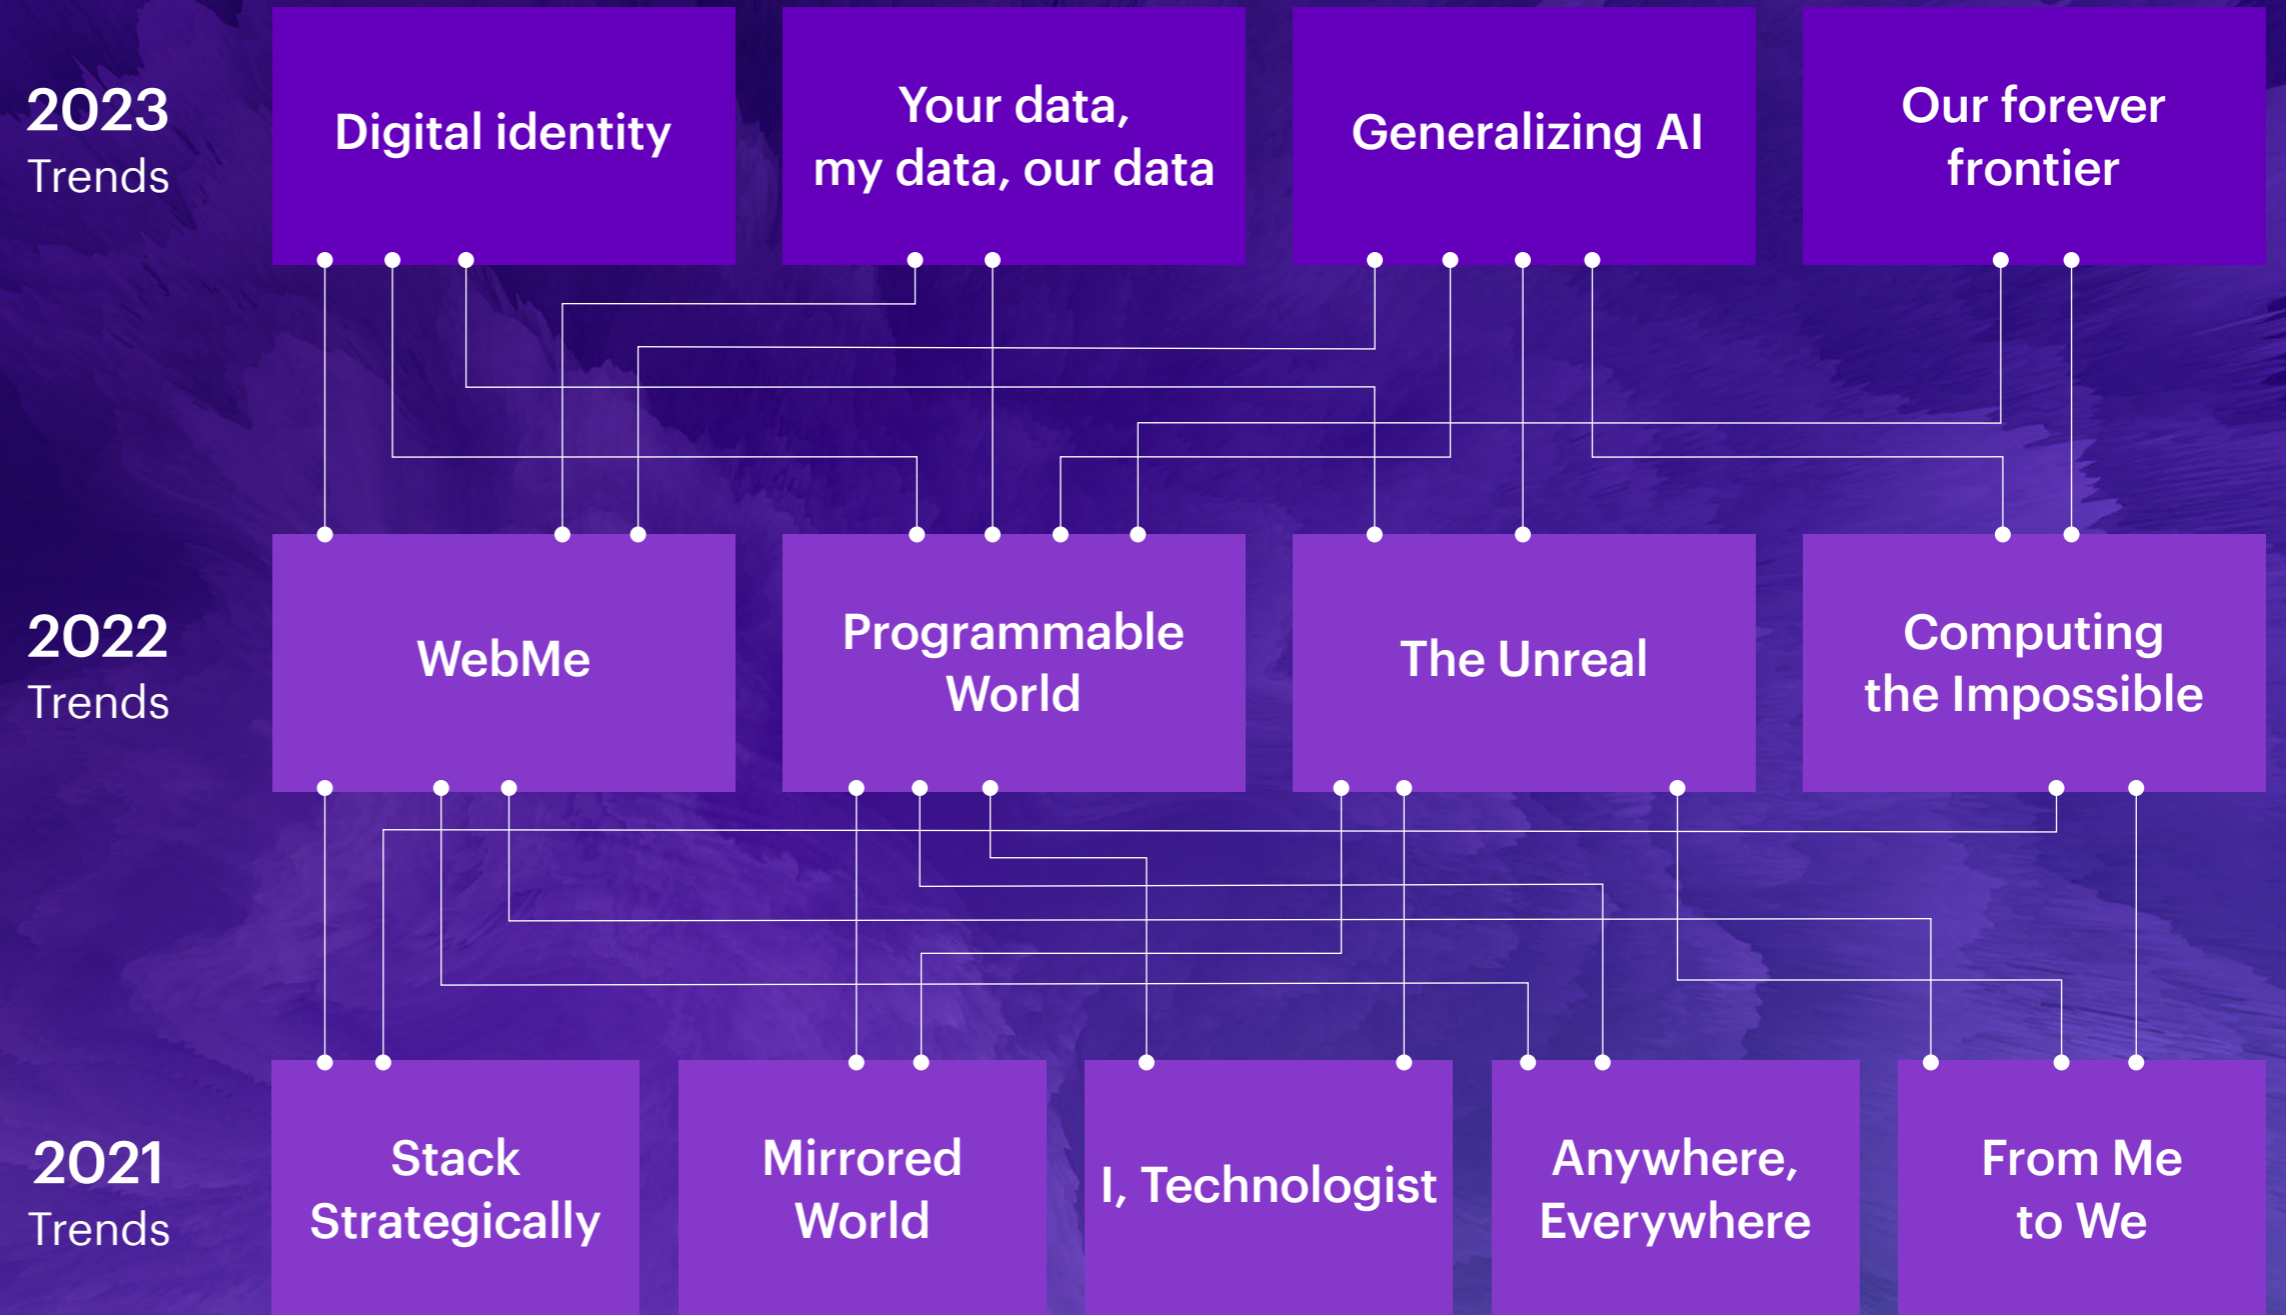 2023
Trends
Digital identity
Your data,
my data, our data
Generalizing AI
Our forever
frontier
2022
Trends
WebMe
Programmable
World
The Unreal
Computing
the Impossible
2021
Trends
Stack
Strategically
Mirrored
World
I, Technologist
Anywhere,
Everywhere
From Me
to We